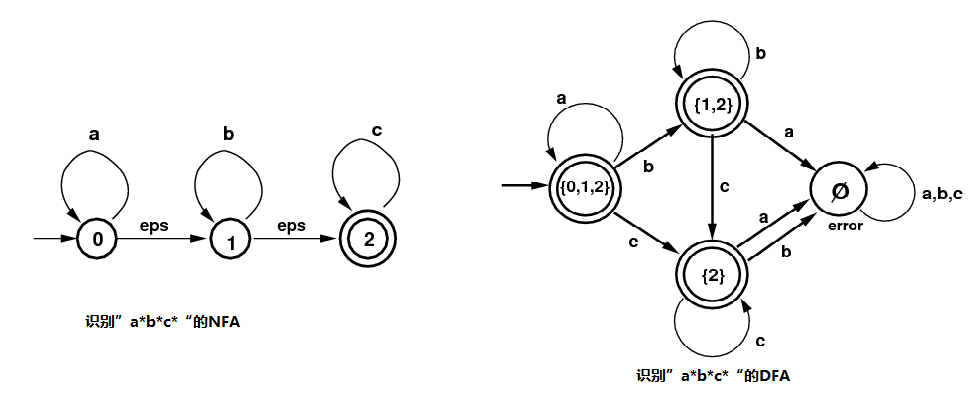 a
b
c
0
eps
1
eps
2
识别”a*b*c*“的NFA
b
{1,2}
a
a
{0,1,2}
b
c
c
a
b
Ø
error
a,b,c
{2}
c
识别”a*b*c*“的DFA